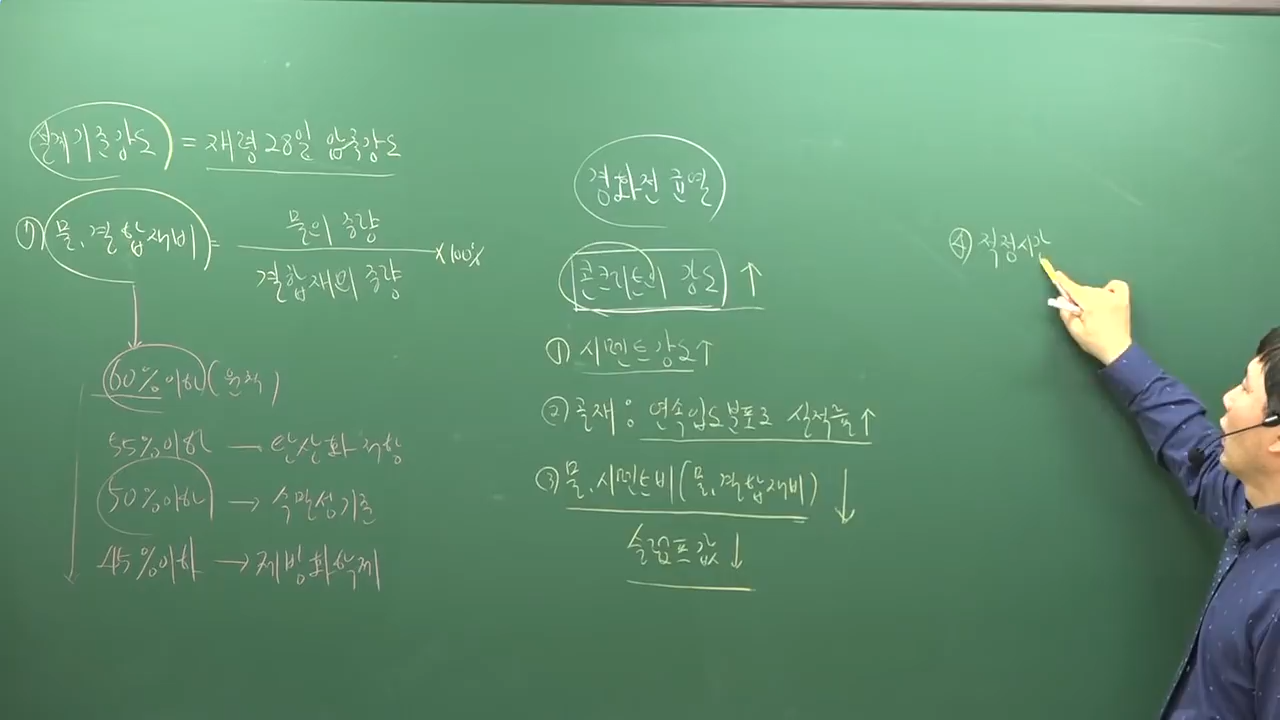 설계기준강도 = 재령28일 압축강도
⑦ 물,결합재비 = 물의 중량 / 결합재의 중량 ×100%
60%이하(원칙)
55%이하 → 탄산화 저항
50%이하 → 수밀성기준
45%이하 → 제빙화학제
경화전 균열
콘크리트의 강도 ↑
① 시멘트강도↑
② 골재 : 연속입도분포로 실적률↑
③ 물,시멘트비(물,결합재비) ↓
슬럼프값↓
④ 적정시간